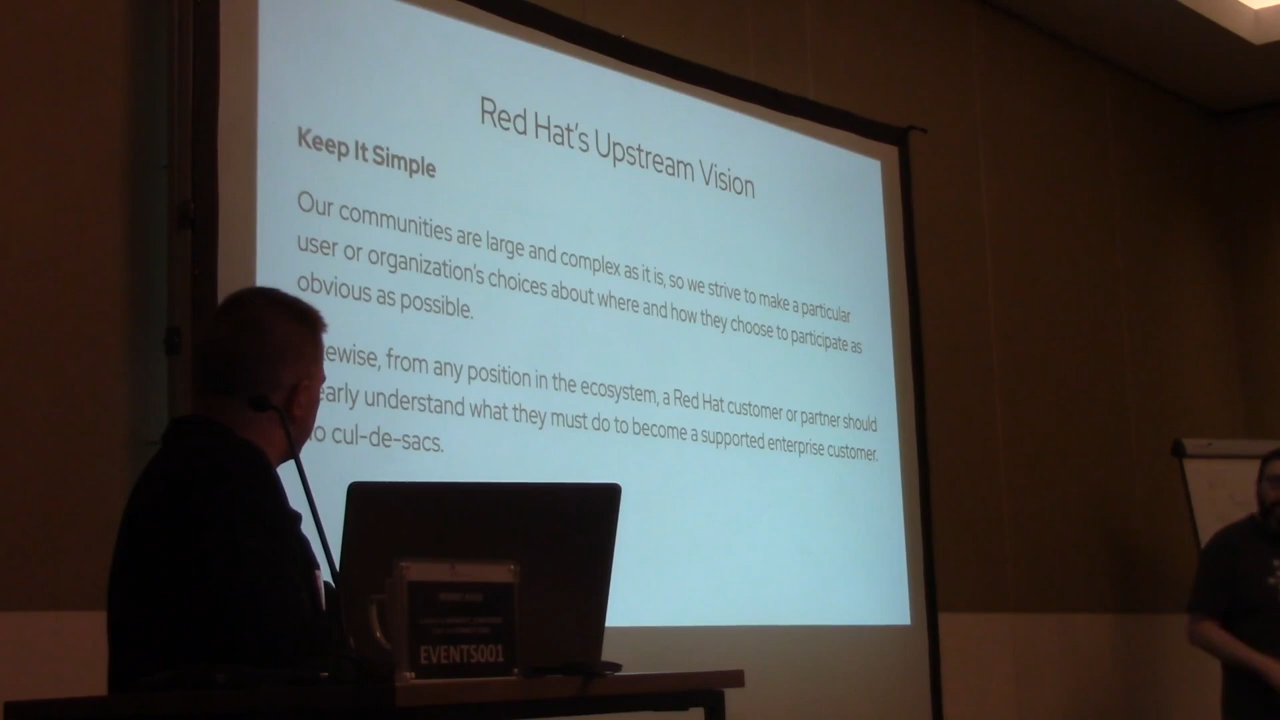 Red Hat's Upstream Vision
Keep It Simple
Our communities are large and complex as it is, so we strive to make a particular
user or organization's choices about where and how they choose to participate as
obvious as possible.
ewise, from any position in the ecosystem, a Red Hat customer or partner should
early understand what they must do to become a supported enterprise customer.
o cul-de-sacs.
EVENTS001